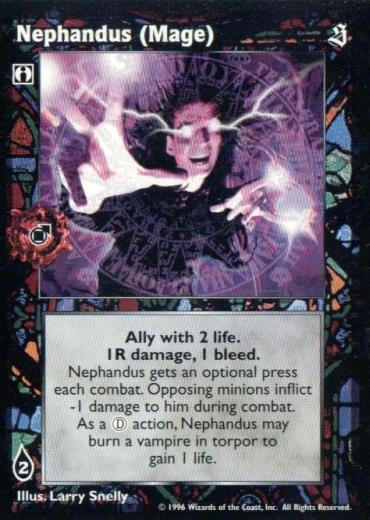 Nephandus (Mage)
Ally with 2 life.
1R damage, 1 bleed.
Nephandus gets an optional press
each combat. Opposing minions inflict
-1 damage to him during combat.
As a Ⓓ action, Nephandus may
burn a vampire in torpor to
gain 1 life.
2
Illus. Larry Snelly
© 1996 Wizards of the Coast, Inc. All Rights Reserved.